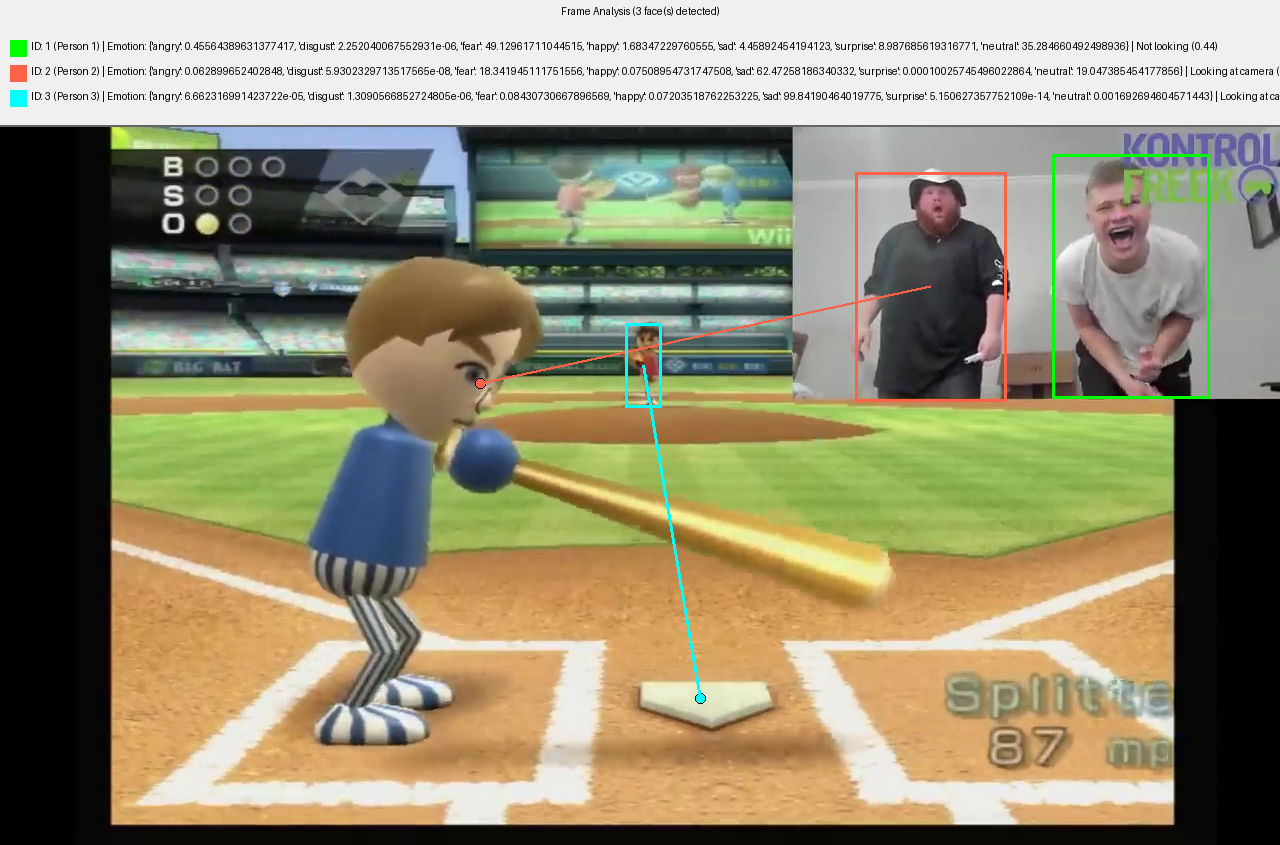 Frame Analysis (3 face(s) detected)
ID: 1 (Person 1) | Emotion: {'angry': 0.45564389631377417, 'disgust': 2.252040067552931e-06, 'fear': 49.12961711044515, 'happy': 1.68347229760555, 'sad': 4.45892454194123, 'surprise': 8.987685619316771, 'neutral': 35.284660492498936} | Not looking (0.44)
ID: 2 (Person 2) | Emotion: {'angry': 0.062899652402848, 'disgust': 5.9302329713517565e-08, 'fear': 18.341945111751556, 'happy': 0.07508954731747508, 'sad': 62.47258186340332, 'surprise': 0.00010025745496022864, 'neutral': 19.047385454177856} | Looking at camera (
ID: 3 (Person 3) | Emotion: {'angry': 6.662316991423722e-05, 'disgust': 1.3090566852724805e-06, 'fear': 0.08430730667896569, 'happy': 0.07203518762253225, 'sad': 99.84190464019775, 'surprise': 5.150627357752109e-14, 'neutral': 0.001692694604571443} | Looking at ca
B
S
O
Wii
KONTROL
FREEK
BIG BAT
Splitte
87 mp